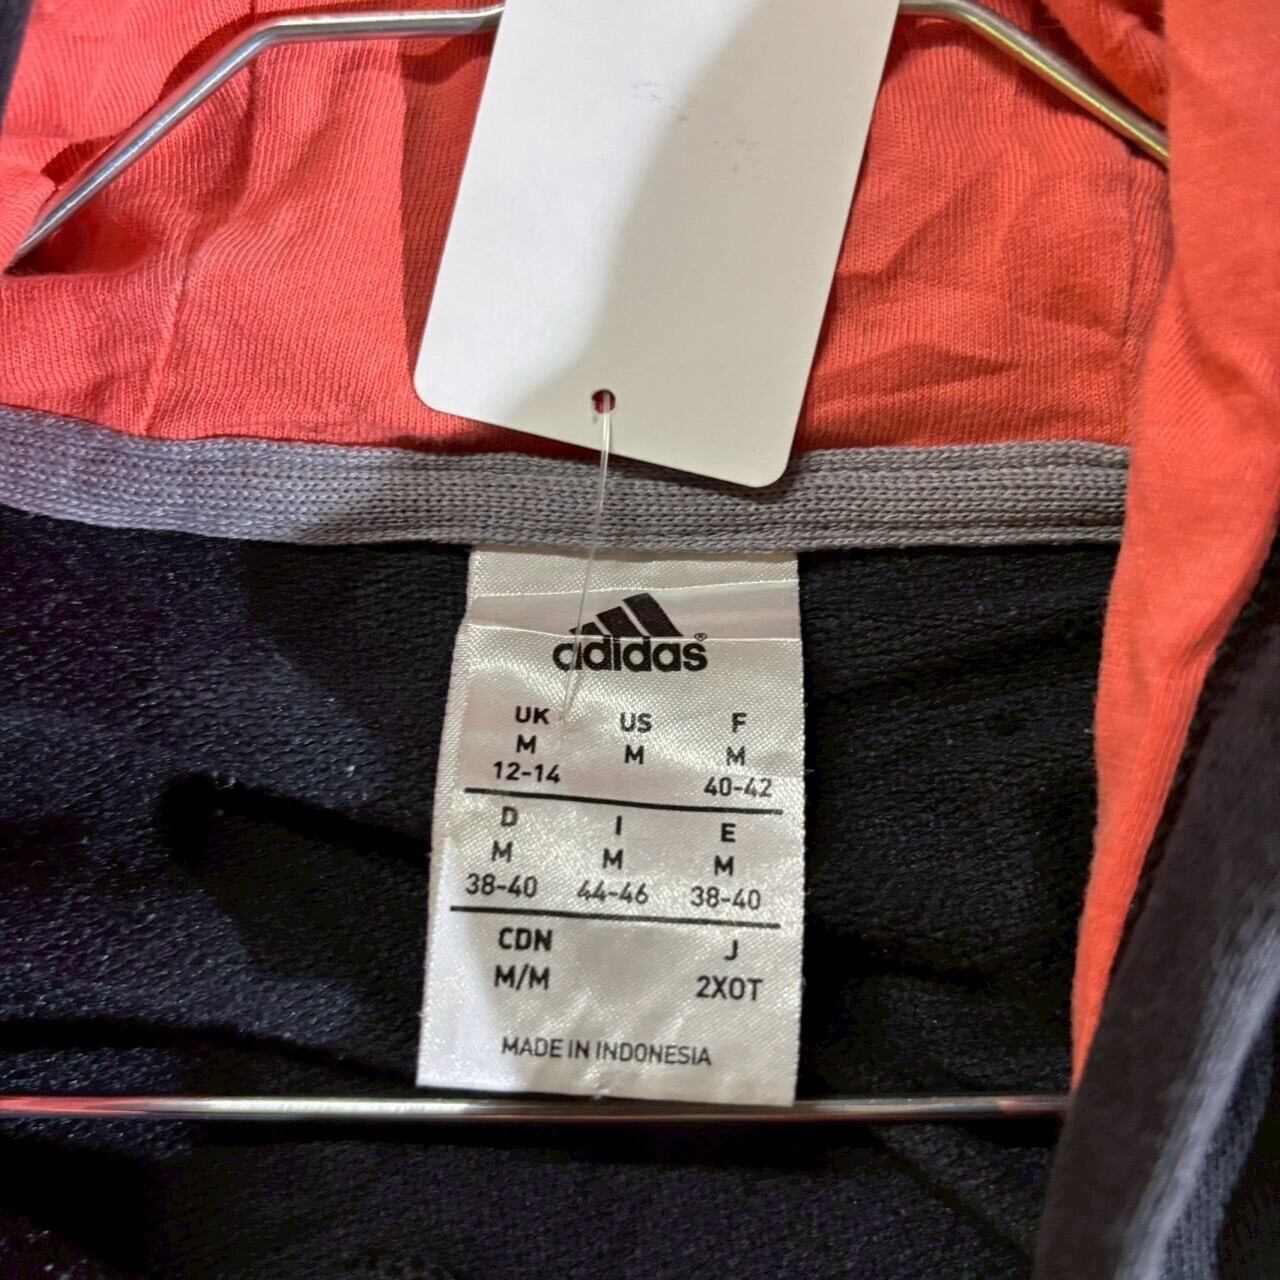 adidas®
UK US F
M M M
12-14 40-42
D I E
M M M
38-40 44-46 38-40
CDN J
M/M 2XOT
MADE IN INDONESIA